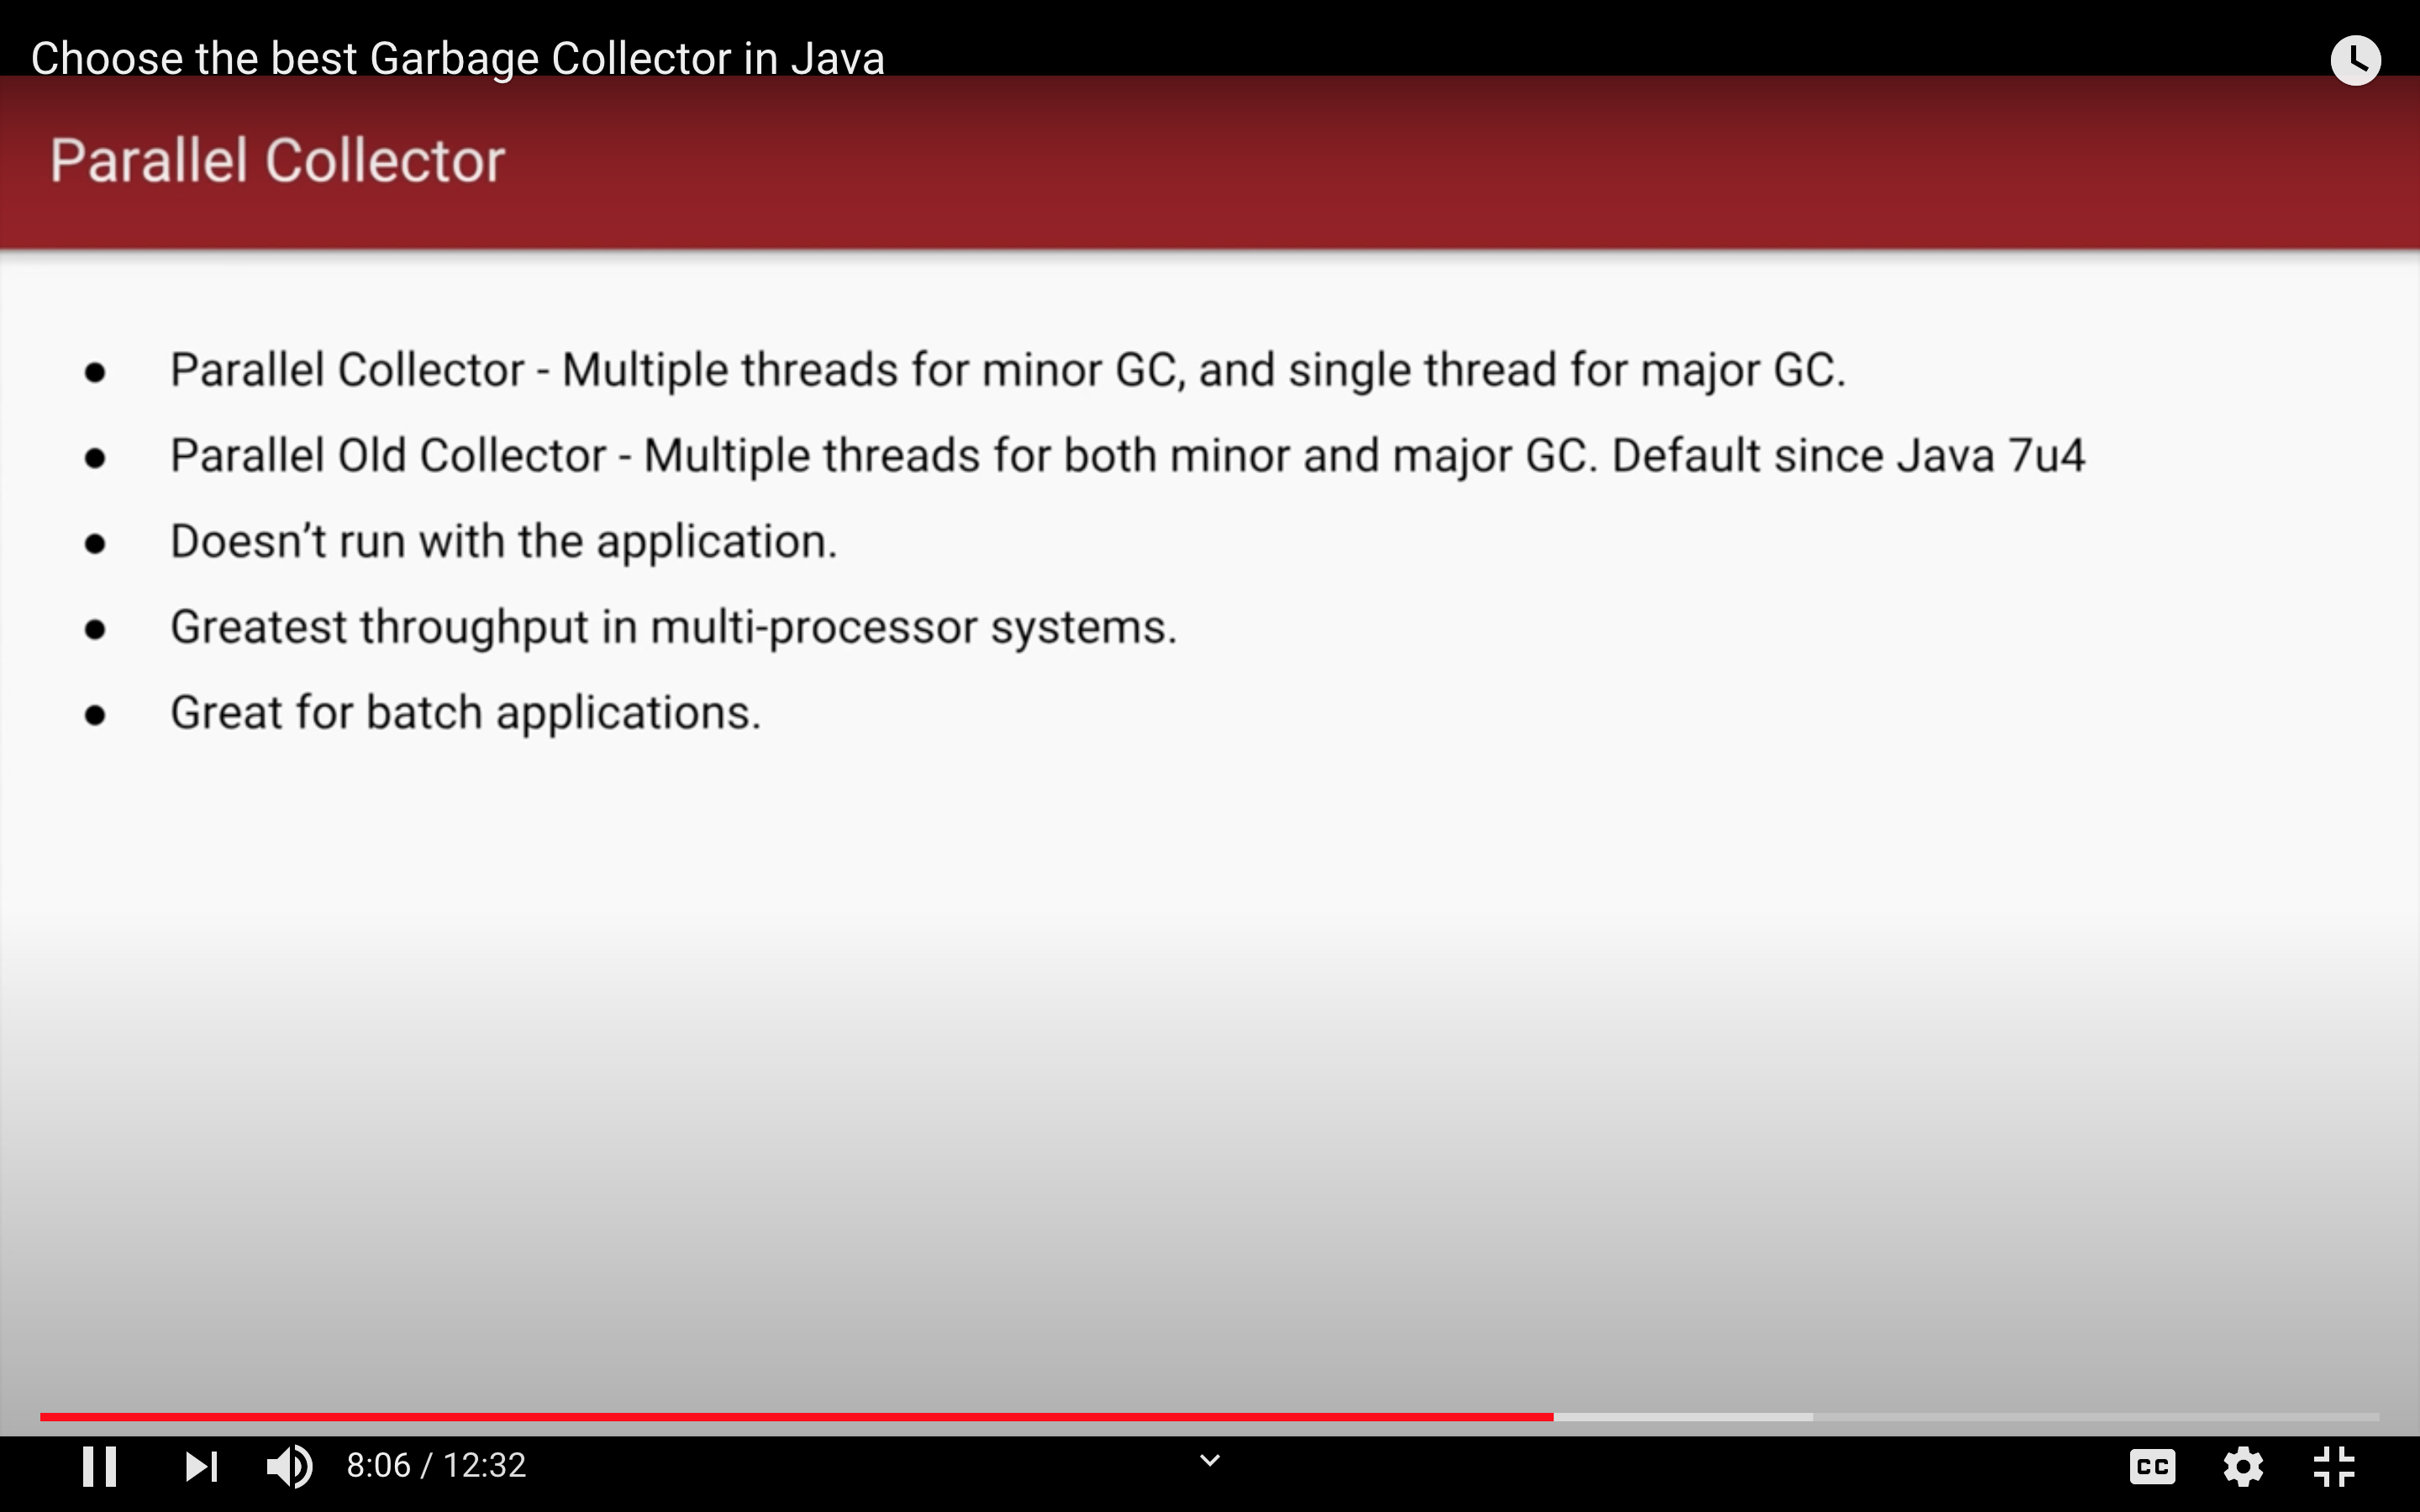 Choose the best Garbage Collector in Java
Parallel Collector
● Parallel Collector - Multiple threads for minor GC, and single thread for major GC.
● Parallel Old Collector - Multiple threads for both minor and major GC. Default since Java 7u4
● Doesn’t run with the application.
● Greatest throughput in multi-processor systems.
● Great for batch applications.
8:06 / 12:32
CC